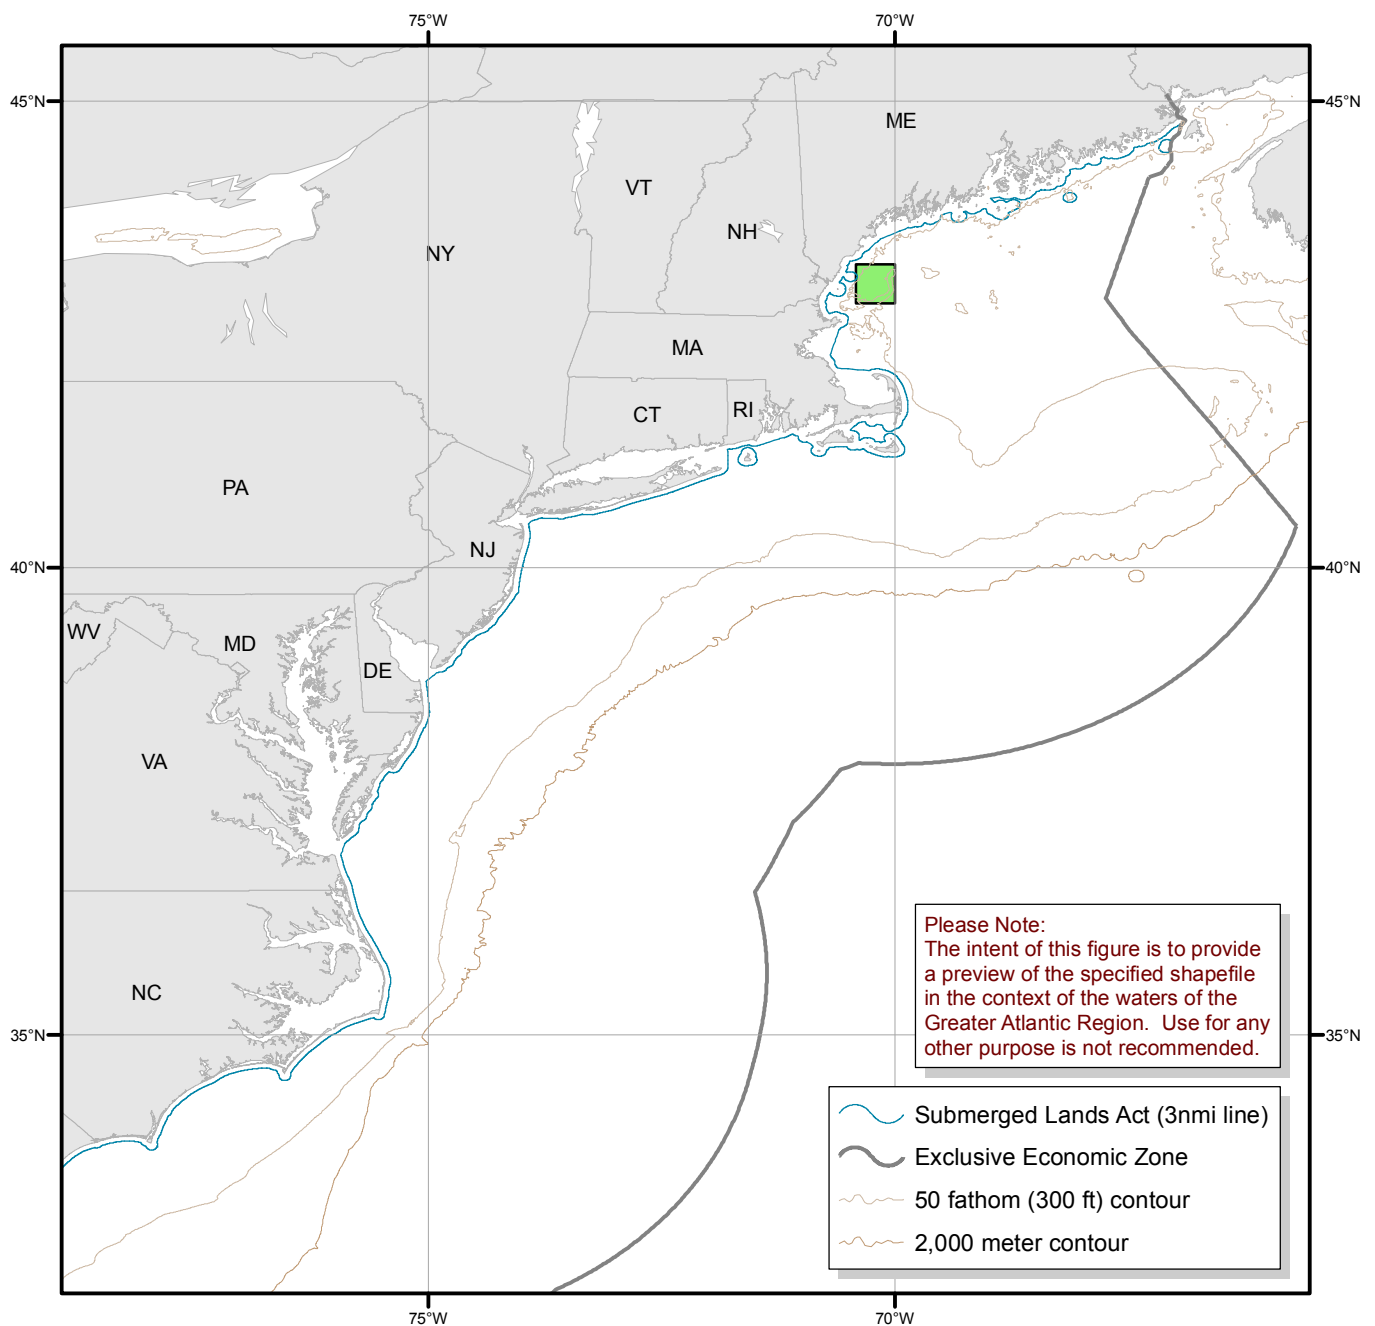 75°W 70°W
45°N 45°N
ME
VT
NH
NY
MA
CT RI
PA
NJ
40°N 40°N
WV
MD
DE
VA
NC
35°N 35°N
Please Note:
The intent of this figure is to provide
a preview of the specified shapefile
in the context of the waters of the
Greater Atlantic Region. Use for any
other purpose is not recommended.
Submerged Lands Act (3nmi line)
Exclusive Economic Zone
50 fathom (300 ft) contour
2,000 meter contour
75°W 70°W